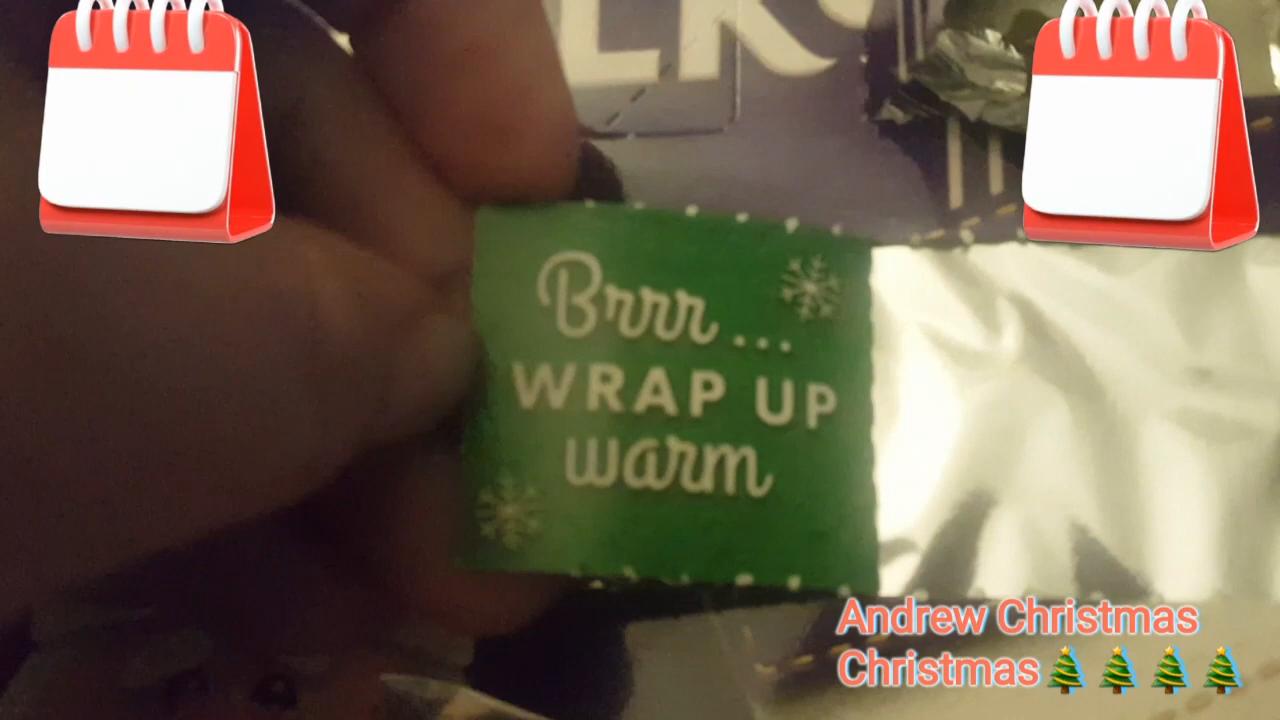 Brrr...
WRAP UP
warm
Andrew Christmas
Christmas🎄🎄🎄🎄